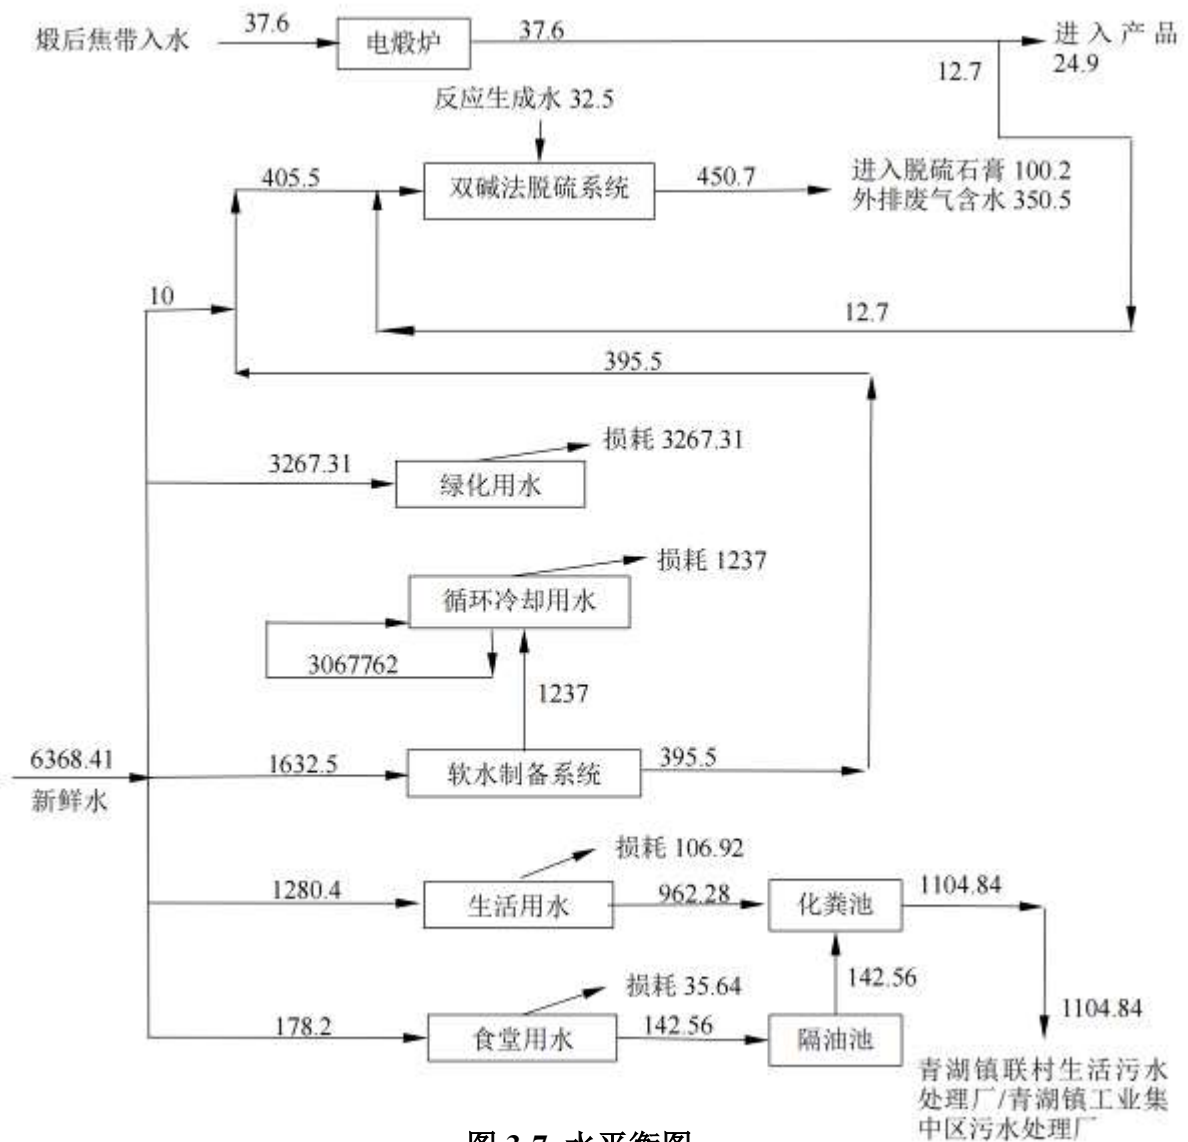 煅后焦带入水
37.6
电煅炉
37.6
进入产品
24.9
12.7
反应生成水 32.5
405.5
双碱法脱硫系统
450.7
进入脱硫石膏 100.2
外排废气含水 350.5
10
12.7
395.5
损耗 3267.31
3267.31
绿化用水
损耗 1237
循环冷却用水
3067762
1237
6368.41
新鲜水
1632.5
软水制备系统
395.5
损耗 106.92
1280.4
生活用水
962.28
化粪池
1104.84
142.56
损耗 35.64
178.2
食堂用水
142.56
隔油池
1104.84
青湖镇联村生活污水
处理厂/青湖镇工业集
中区污水处理厂
图 3-7 水平衡图